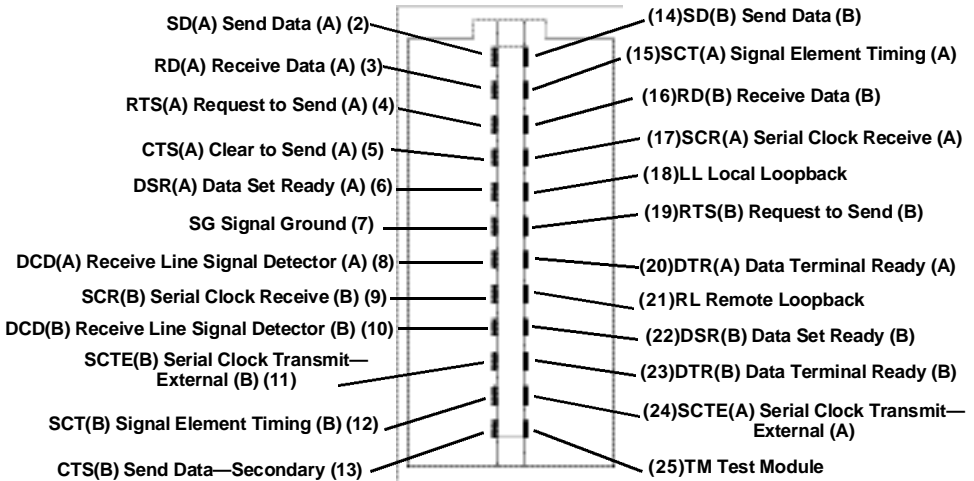 SD(A) Send Data (A) (2)
RD(A) Receive Data (A) (3)
RTS(A) Request to Send (A) (4)
CTS(A) Clear to Send (A) (5)
DSR(A) Data Set Ready (A) (6)
SG Signal Ground (7)
DCD(A) Receive Line Signal Detector (A) (8)
SCR(B) Serial Clock Receive (B) (9)
DCD(B) Receive Line Signal Detector (B) (10)
SCTE(B) Serial Clock Transmit—
External (B) (11)
SCT(B) Signal Element Timing (B) (12)
CTS(B) Send Data—Secondary (13)
(14)SD(B) Send Data (B)
(15)SCT(A) Signal Element Timing (A)
(16)RD(B) Receive Data (B)
(17)SCR(A) Serial Clock Receive (A)
(18)LL Local Loopback
(19)RTS(B) Request to Send (B)
(20)DTR(A) Data Terminal Ready (A)
(21)RL Remote Loopback
(22)DSR(B) Data Set Ready (B)
(23)DTR(B) Data Terminal Ready (B)
(24)SCTE(A) Serial Clock Transmit—
External (A)
(25)TM Test Module